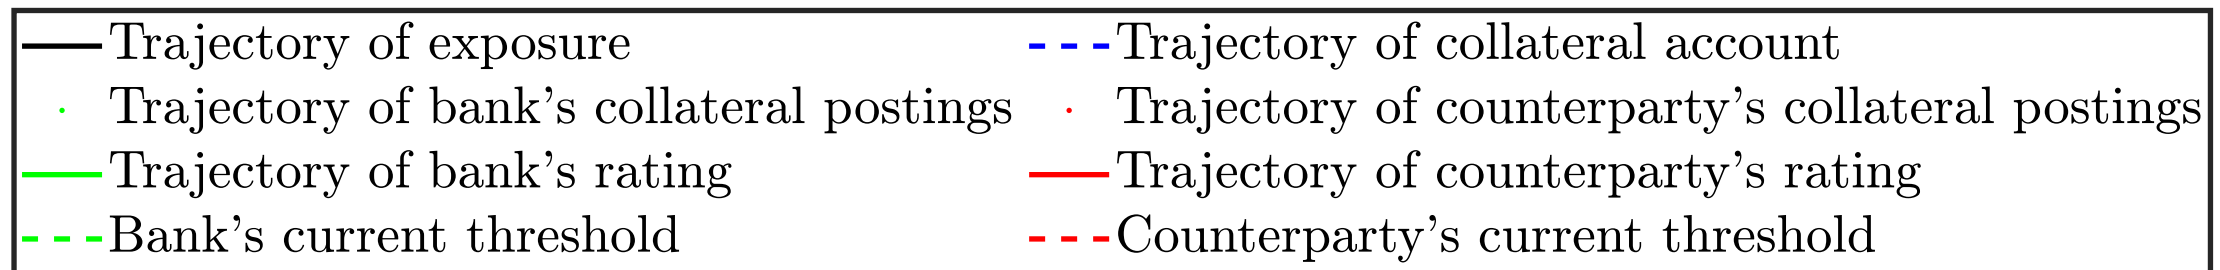 Trajectory of exposure
Trajectory of collateral account
Trajectory of bank's collateral postings
Trajectory of counterparty's collateral postings
Trajectory of bank's rating
Trajectory of counterparty's rating
Bank's current threshold
Counterparty's current threshold